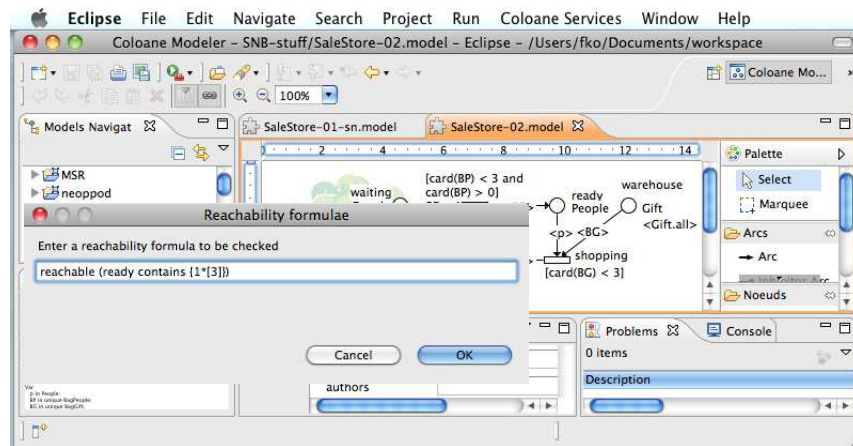 Eclipse File Edit Navigate Search Project Run Coloane Services Window Help
Coloane Modeler - SNB-stuff/SaleStore-02.model - Eclipse - /Users/fko/Documents/workspace
Coloane Mo...
100%
Models Navigat
SaleStore-01-sn.model
SaleStore-02.model
2 4 6 8 10 12 14
Palette
MSR
neoppod
waiting
[card(BP) < 3 and
card(BP) > 0]
ready
People
warehouse
Gift
<Gift.all>
<p>
<BG>
shopping
[card(BG) < 3]
Select
Marquee
Arcs
Arc
Noeuds
Reachability formulae
Enter a reachability formula to be checked
reachable (ready contains {1*[3]})
Cancel
OK
Problems
Console
0 items
Description
authors
Var
p in People;
BP in unique BagPeople;
BG in unique BagGift;